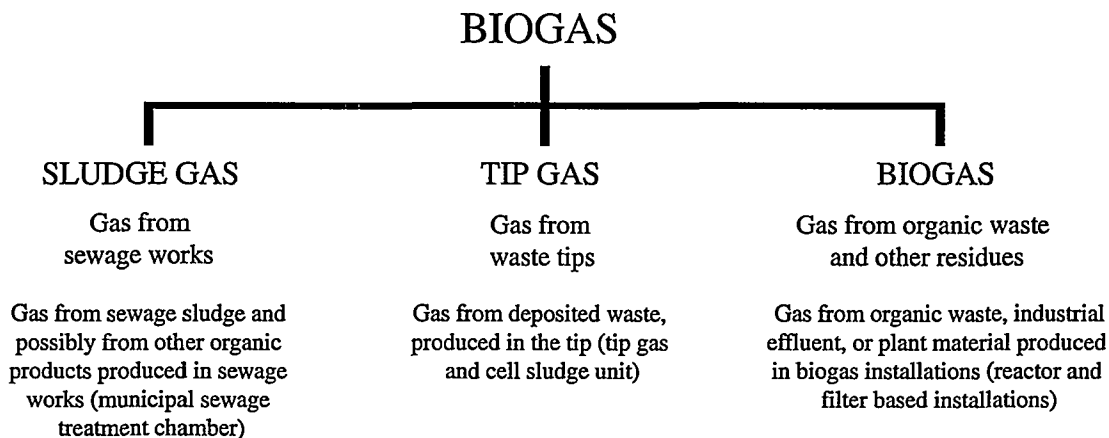 BIOGAS
SLUDGE GAS
Gas from
sewage works
Gas from sewage sludge and
possibly from other organic
products produced in sewage
works (municipal sewage
treatment chamber)
TIP GAS
Gas from
waste tips
Gas from deposited waste,
produced in the tip (tip gas
and cell sludge unit)
BIOGAS
Gas from organic waste
and other residues
Gas from organic waste, industrial
effluent, or plant material produced
in biogas installations (reactor and
filter based installations)